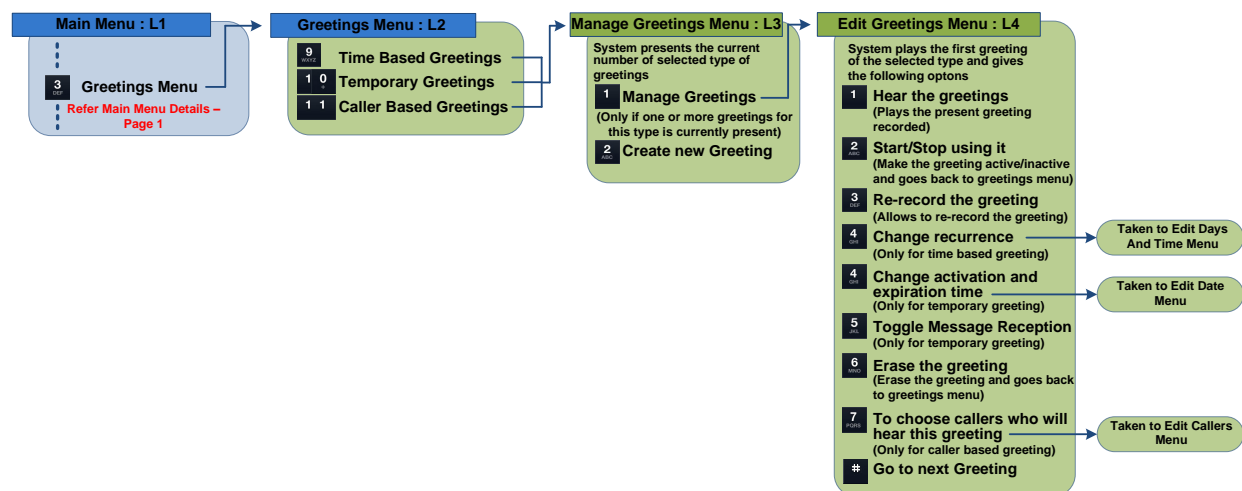 Main Menu : L1
3
DEF
Greetings Menu
Refer Main Menu Details –
Page 1
Greetings Menu : L2
9
WXYZ
Time Based Greetings
1 0
Temporary Greetings
1 1
Caller Based Greetings
Manage Greetings Menu : L3
System presents the current
number of selected type of
greetings
1
Manage Greetings
(Only if one or more greetings for
this type is currently present)
2
ABC
Create new Greeting
Edit Greetings Menu : L4
System plays the first greeting
of the selected type and gives
the following optons
1
Hear the greetings
(Plays the present greeting
recorded)
2
ABC
Start/Stop using it
(Make the greeting active/inactive
and goes back to greetings menu)
3
DEF
Re-record the greeting
(Allows to re-record the greeting)
4
GHI
Change recurrence
(Only for time based greeting)
4
GHI
Change activation and
expiration time
(Only for temporary greeting)
5
JKL
Toggle Message Reception
(Only for temporary greeting)
6
MNO
Erase the greeting
(Erase the greeting and goes back
to greetings menu)
7
PQRS
To choose callers who will
hear this greeting
(Only for caller based greeting)
#
Go to next Greeting
Taken to Edit Days
And Time Menu
Taken to Edit Date
Menu
Taken to Edit Callers
Menu